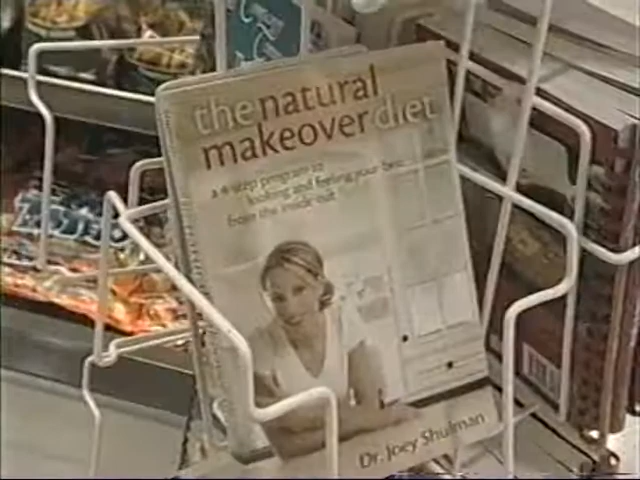 the natural
makeover diet
a 4-step program to
looking and feeling your best...
from the inside out
Dr. Joey Shulman